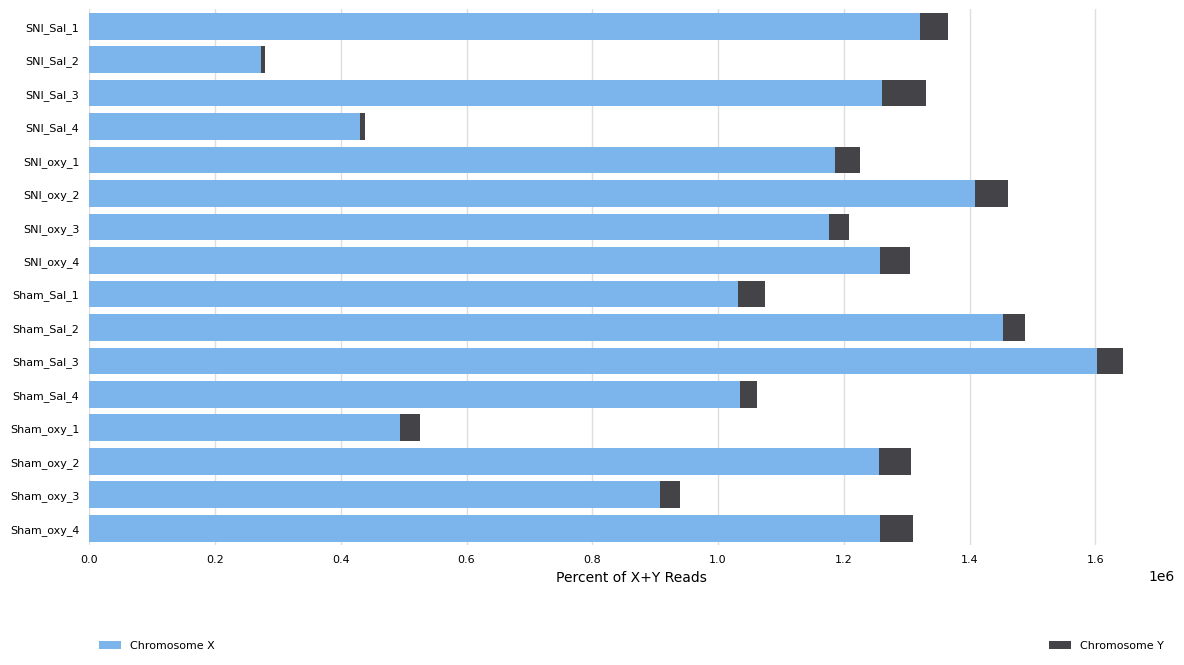 SNI_Sal_1
SNI_Sal_2
SNI_Sal_3
SNI_Sal_4
SNI_oxy_1
SNI_oxy_2
SNI_oxy_3
SNI_oxy_4
Sham_Sal_1
Sham_Sal_2
Sham_Sal_3
Sham_Sal_4
Sham_oxy_1
Sham_oxy_2
Sham_oxy_3
Sham_oxy_4
0.0 0.2 0.4 0.6 0.8 1.0 1.2 1.4 1.6
Percent of X+Y Reads 1e6
Chromosome X Chromosome Y